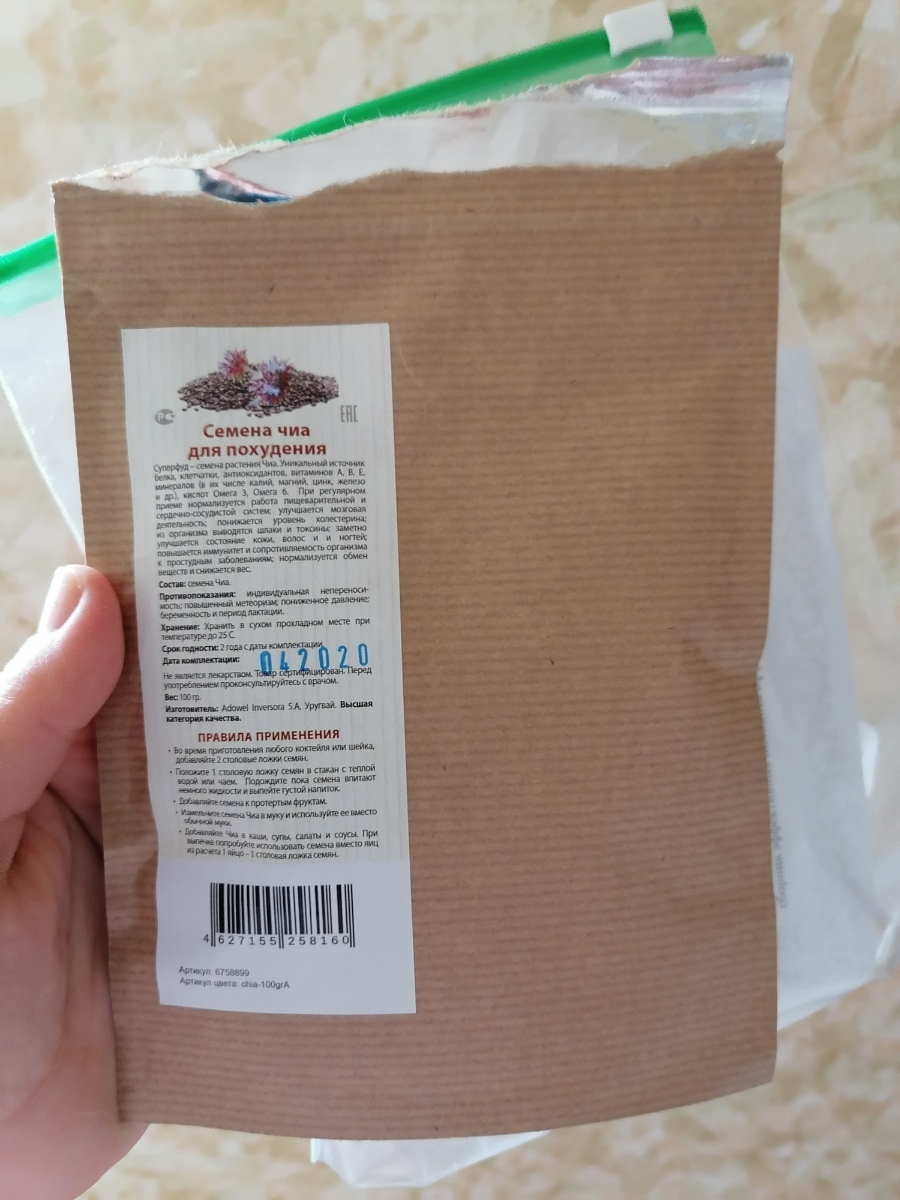 РС
ЕАС
Семена чиа
для похудения
Суперфуд – семена растения Чиа. Уникальный источник
белка, клетчатки, антиоксидантов, витаминов А, В, Е,
минералов (в их числе калий, магний, цинк, железо
и др.), кислот Омега 3, Омега 6. При регулярном
приеме нормализуется работа пищеварительной и
сердечно-сосудистой систем; улучшается мозговая
деятельность; понижается уровень холестерина;
из организма выводятся шлаки и токсины; заметно
улучшается состояние кожи, волос и и ногтей;
повышается иммунитет и сопротивляемость организма
к простудным заболеваниям; нормализуется обмен
веществ и снижается вес.
Состав: семена Чиа.
Противопоказания: индивидуальная непереноси-
мость; повышенный метеоризм; пониженное давление;
беременность и период лактации.
Хранение: Хранить в сухом прохладном месте при
температуре до 25 С.
Срок годности: 2 года с даты комплектации.
Дата комплектации: 042020
Не является лекарством. Товар сертифицирован. Перед
употреблением проконсультируйтесь с врачом.
Вес: 100 гр.
Изготовитель: Adowel Inversora S.A, Уругвай. Высшая
категория качества.
ПРАВИЛА ПРИМЕНЕНИЯ
• Во время приготовления любого коктейля или шейка,
добавляйте 2 столовые ложки семян.
• Положите 1 столовую ложку семян в стакан с теплой
водой или чаем. Подождите пока семена впитают
немного жидкости и выпейте густой напиток.
• Добавляйте семена к протертым фруктам.
• Измельчите семена Чиа в муку и используйте ее вместо
обычной муки.
• Добавляйте Чиа в каши, супы, салаты и соусы. При
выпечке попробуйте использовать семена вместо яиц
из расчета 1 яйцо – 1 столовая ложка семян.
4 627155 258160
Артикул: 6758899
Артикул цвета: chia-100grA